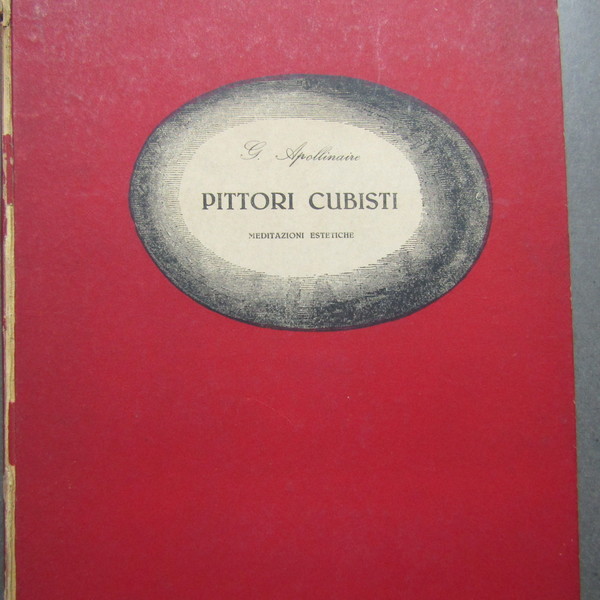 G. Apollinaire
PITTORI CUBISTI
MEDITAZIONI ESTETICHE